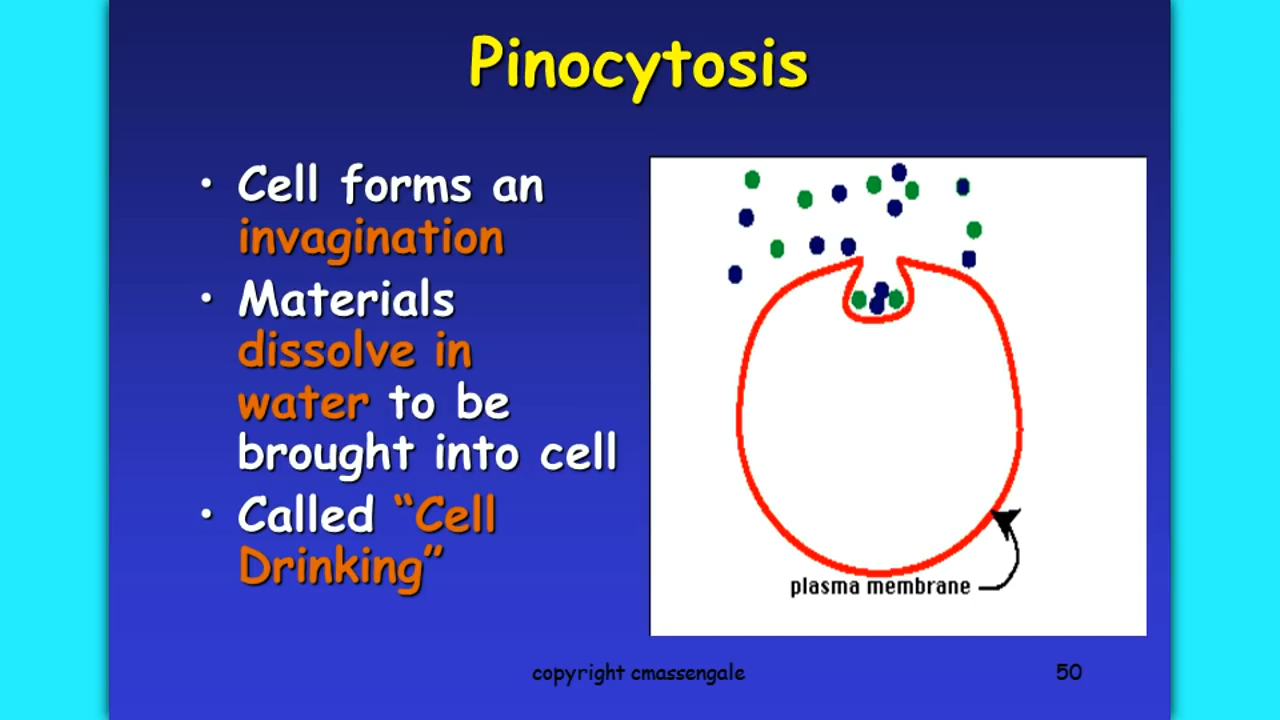 Pinocytosis
• Cell forms an
invagination
• Materials
dissolve in
water to be
brought into cell
• Called “Cell
Drinking”
plasma membrane
copyright cmassengale
50